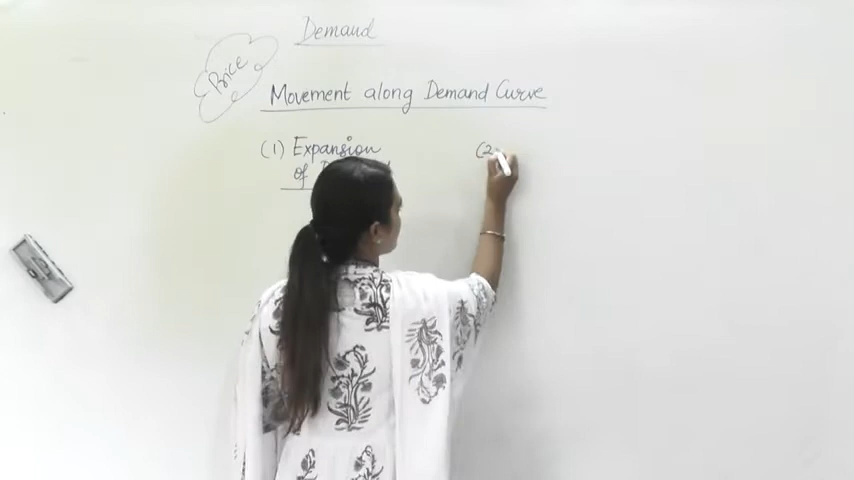 Demand
Price
Movement along Demand Curve
(1) Expansion
of
(2